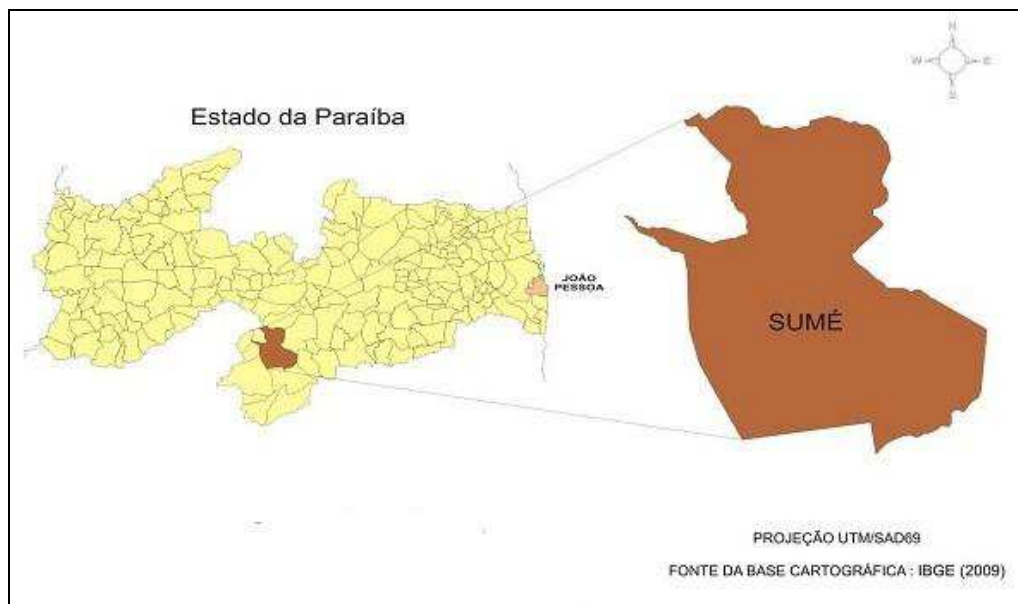 N
W E
S
Estado da Paraíba
JOÃO
PESSOA
SUMÉ
PROJEÇÃO UTM/SAD69
FONTE DA BASE CARTOGRÁFICA : IBGE (2009)